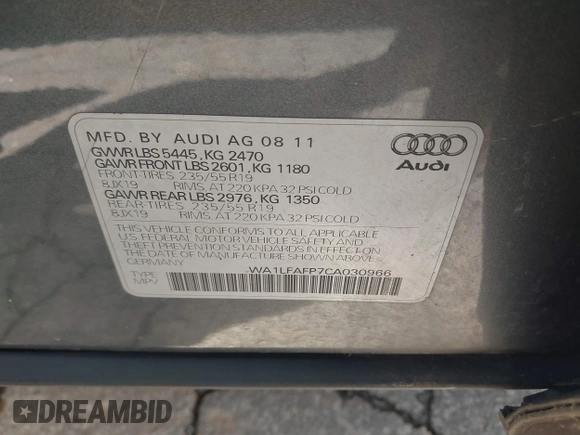 MFD. BY AUDI AG 08 11
GVWR LBS 5445, KG 2470
GAWR FRONT LBS 2601, KG 1180
FRONT-TIRES 235/55 R19
8JX19 RIMS, AT 220 KPA 32 PSI COLD
GAWR REAR LBS 2976, KG 1350
REAR-TIRES 235/55 R19
8JX19 RIMS, AT 220 KPA 32 PSI COLD
THIS VEHICLE CONFORMS TO ALL APPLICABLE
U.S. FEDERAL MOTOR VEHICLE SAFETY AND
THEFT PREVENTION STANDARDS IN EFFECT ON
THE DATE OF MANUFACTURE SHOWN ABOVE
GERMANY
WA1LFAFP7CA030966
TYPE
MPV
Audi
DREAMBID